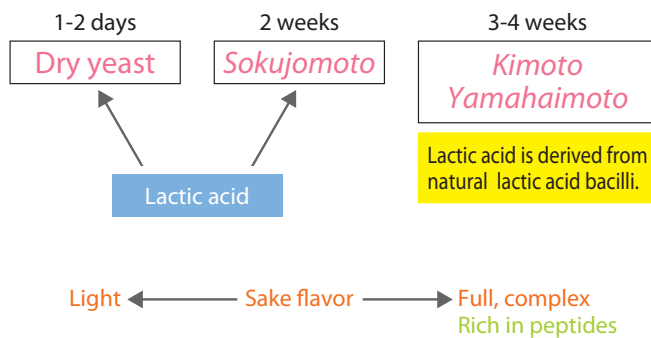 1-2 days
2 weeks
3-4 weeks
Dry yeast
Sokujomoto
Kimoto
Yamahaimoto
Lactic acid is derived from
natural lactic acid bacilli.
Lactic acid
Light
Sake flavor
Full, complex
Rich in peptides